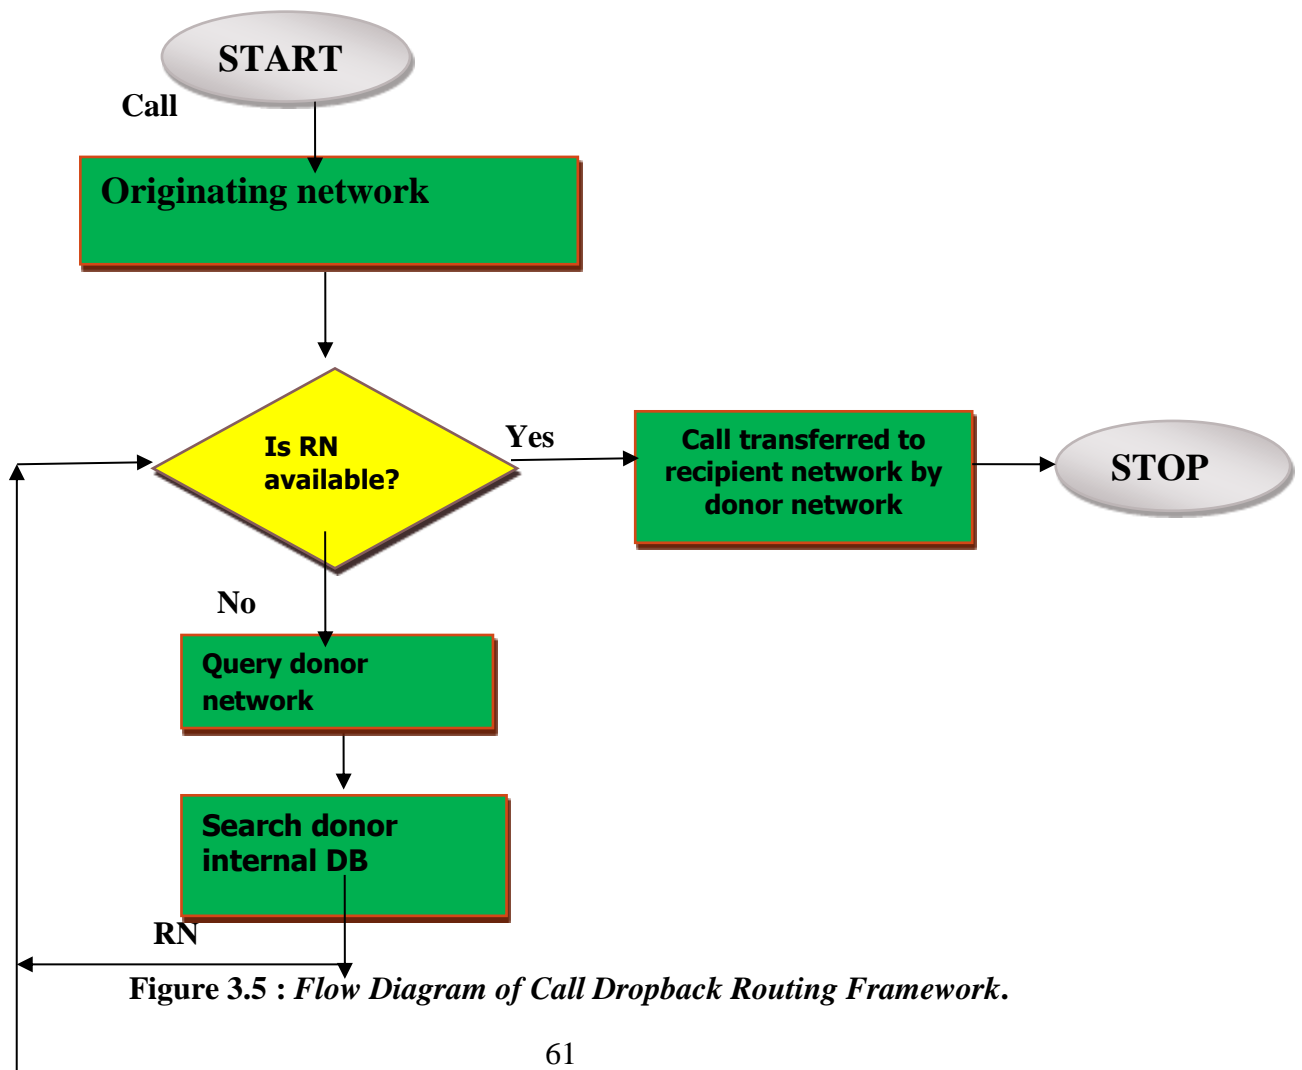 START
Call
Originating network
Is RN
available?
Yes
Call transferred to
recipient network by
donor network
STOP
No
Query donor
network
Search donor
internal DB
RN
Figure 3.5 : Flow Diagram of Call Dropback Routing Framework.
61